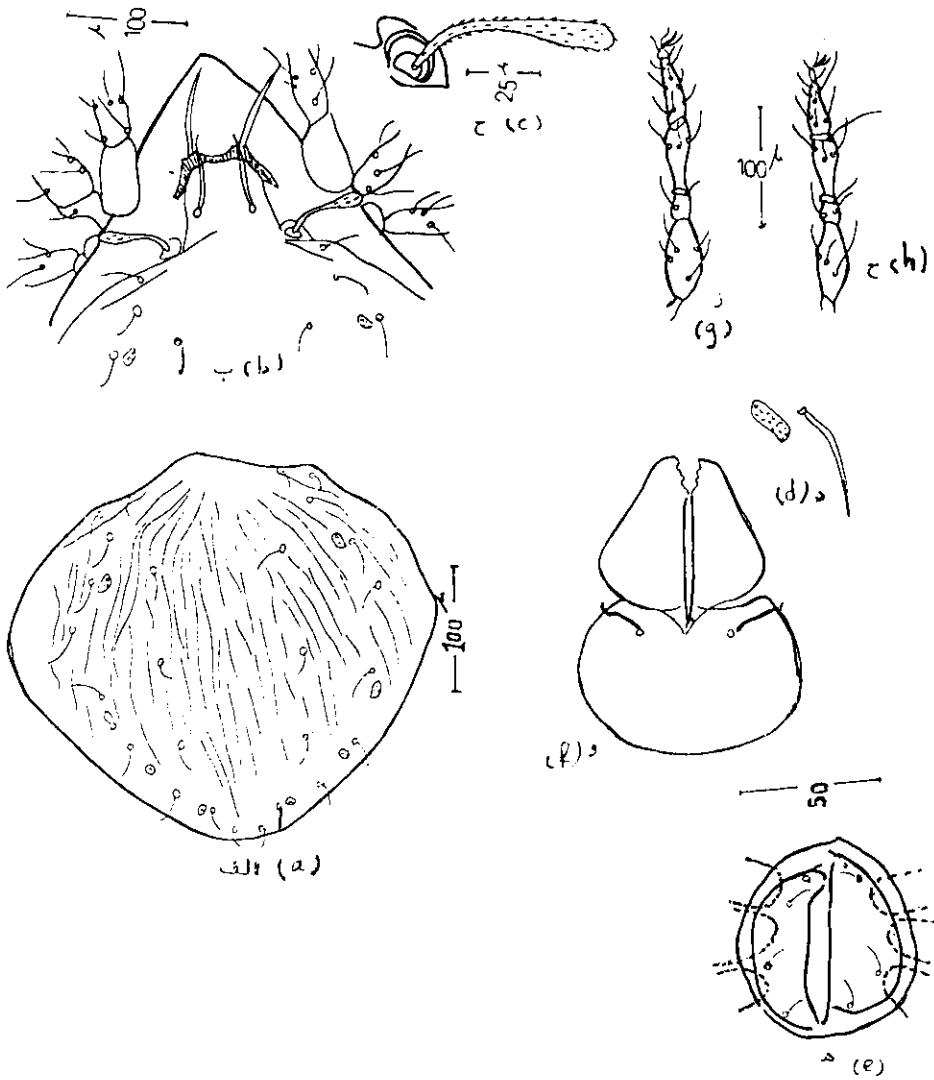 100 μ
25 μ
ج (c)
100 μ
ب (b)
ز (g)
ح (h)
د (d)
100 μ
و (f)
الف (a)
50
ه (e)